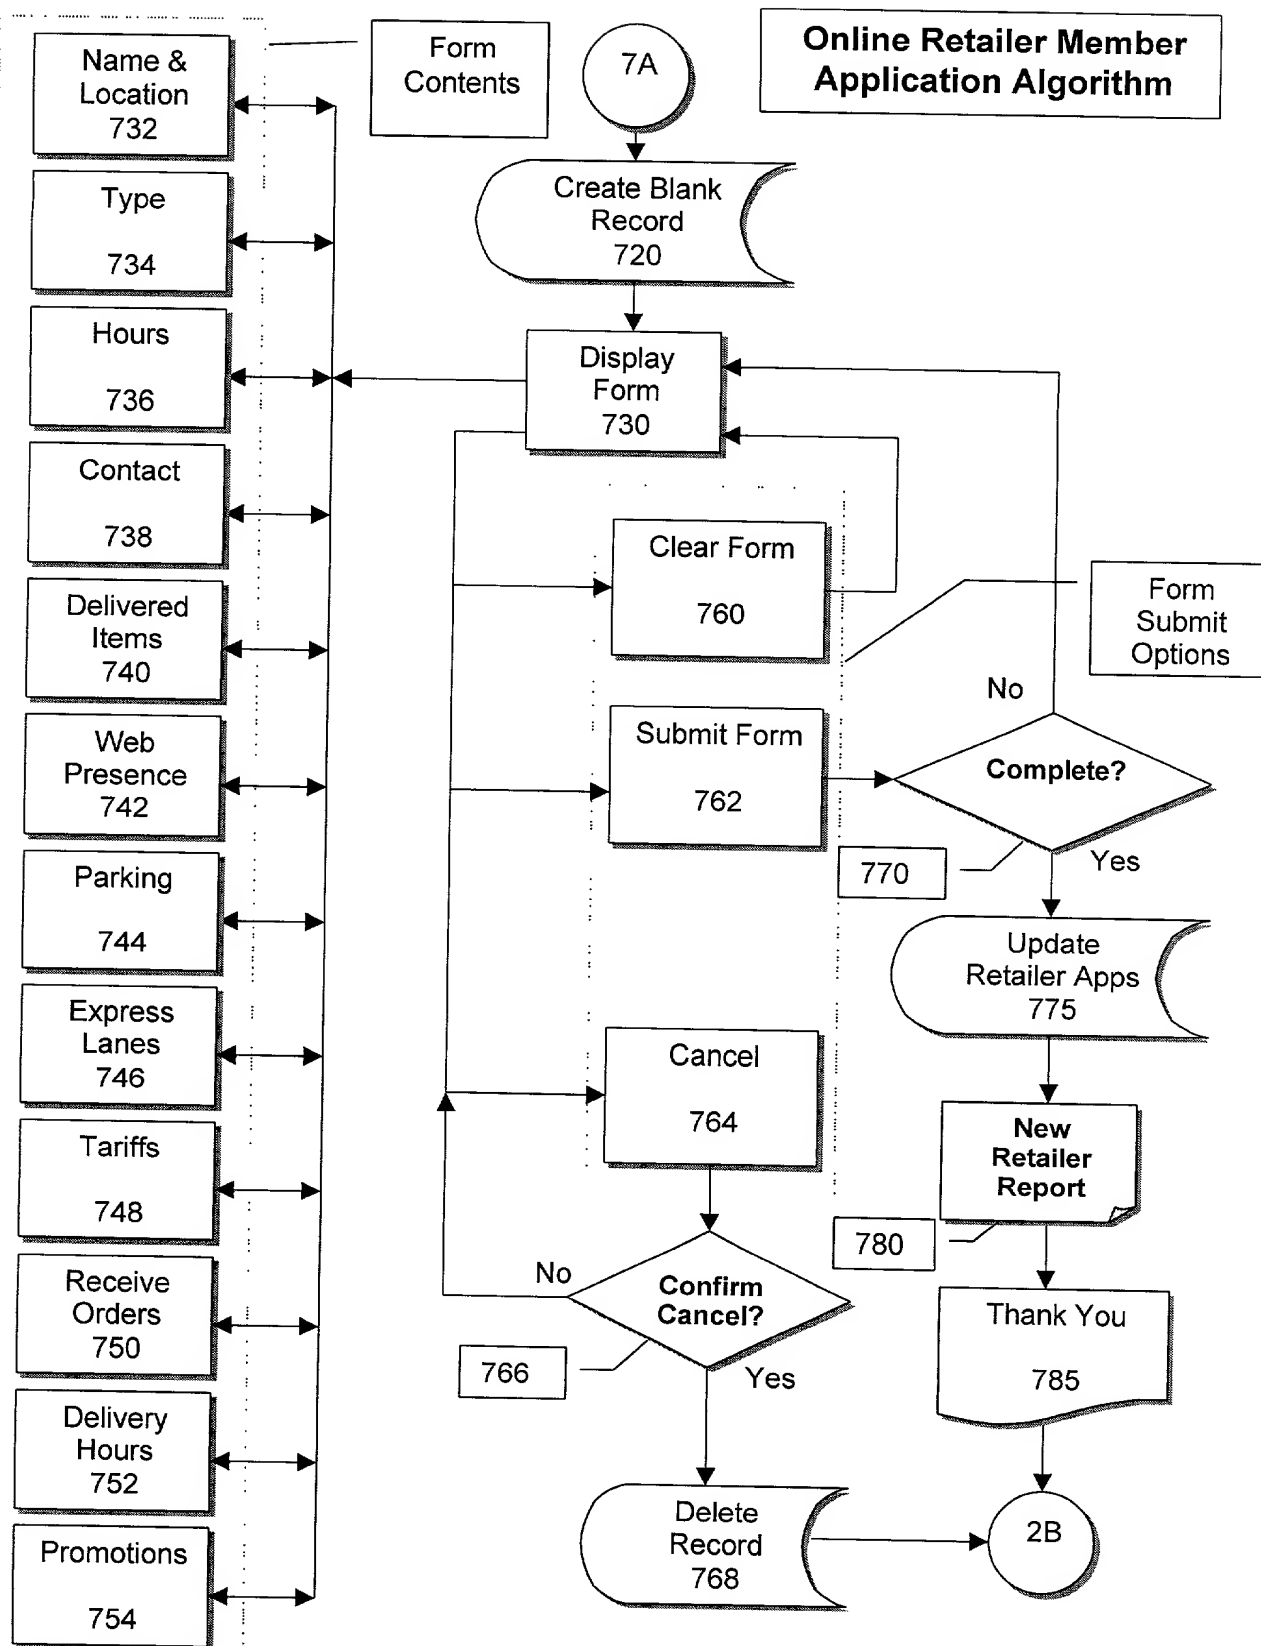 Online Retailer Member
Application Algorithm
Form
Contents
7A
Name &
Location
732
Type
734
Hours
736
Contact
738
Delivered
Items
740
Web
Presence
742
Parking
744
Express
Lanes
746
Tariffs
748
Receive
Orders
750
Delivery
Hours
752
Promotions
754
Create Blank
Record
720
Display
Form
730
Clear Form
760
Submit Form
762
Cancel
764
No
Confirm
Cancel?
766
Yes
Delete
Record
768
Form
Submit
Options
No
Complete?
770
Yes
Update
Retailer Apps
775
New
Retailer
Report
780
Thank You
785
2B